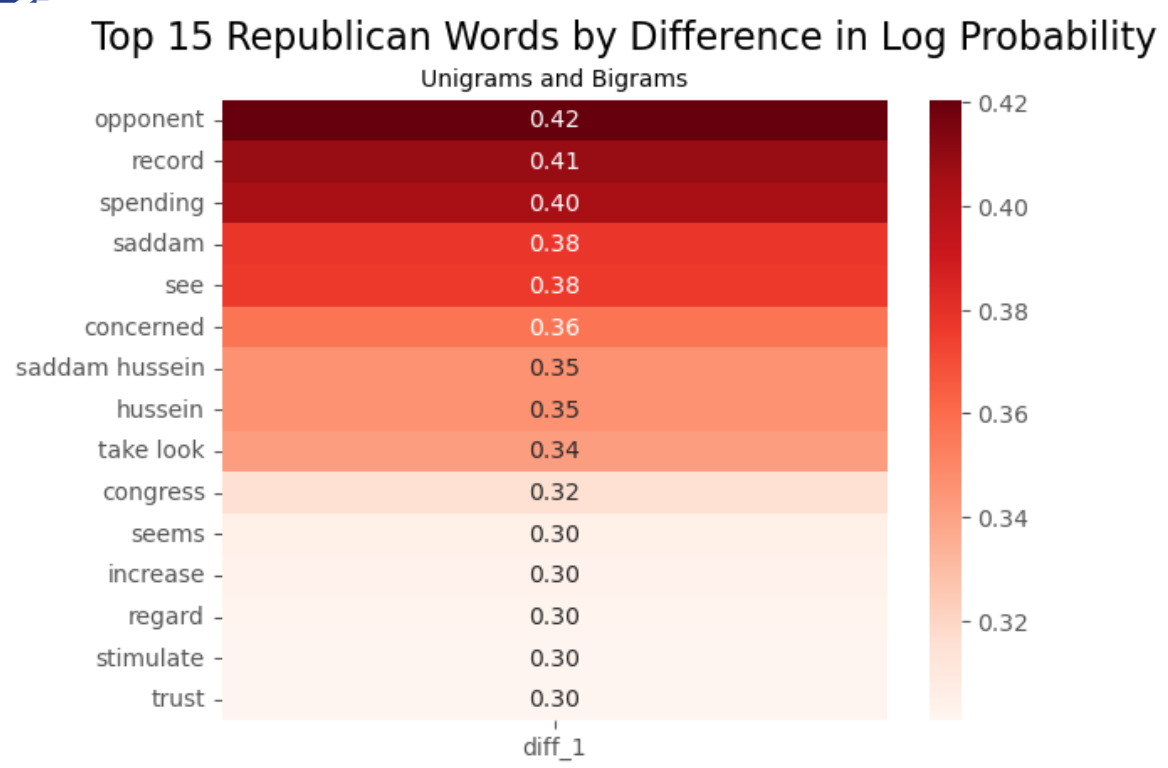 Top 15 Republican Words by Difference in Log Probability
Unigrams and Bigrams
opponent 0.42
record 0.41
spending 0.40
saddam 0.38
see 0.38
concerned 0.36
saddam hussein 0.35
hussein 0.35
take look 0.34
congress 0.32
seems 0.30
increase 0.30
regard 0.30
stimulate 0.30
trust 0.30
diff_1
0.42
0.40
0.38
0.36
0.34
0.32